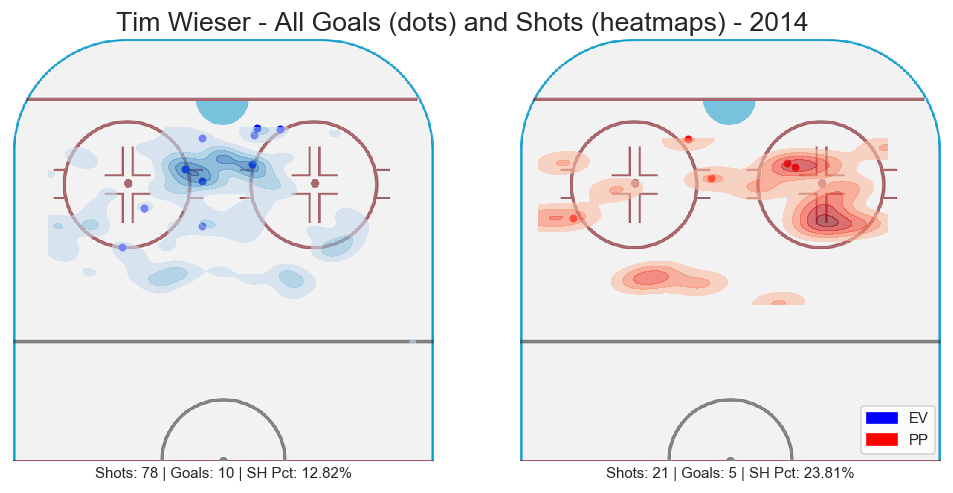 Tim Wieser - All Goals (dots) and Shots (heatmaps) - 2014
EV
PP
Shots: 78 | Goals: 10 | SH Pct: 12.82%
Shots: 21 | Goals: 5 | SH Pct: 23.81%